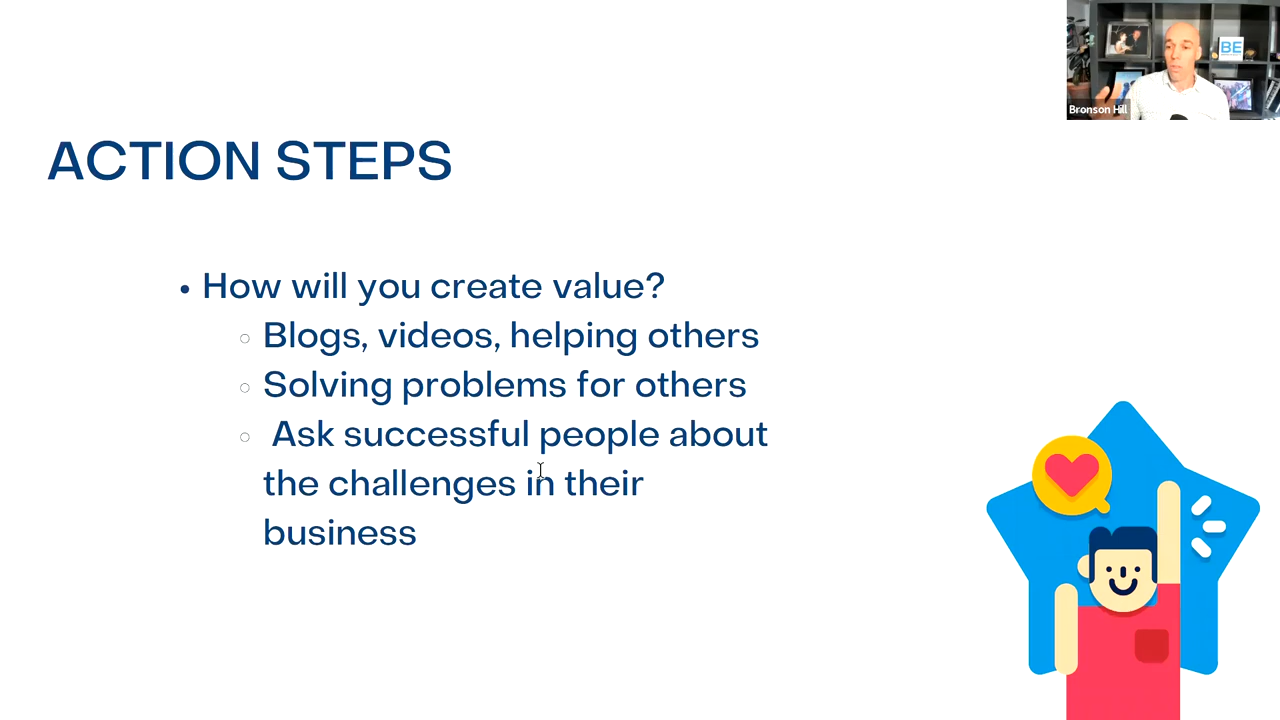 BE
Bronson Hill
ACTION STEPS
• How will you create value?
○ Blogs, videos, helping others
○ Solving problems for others
○ Ask successful people about
the challenges in their
business